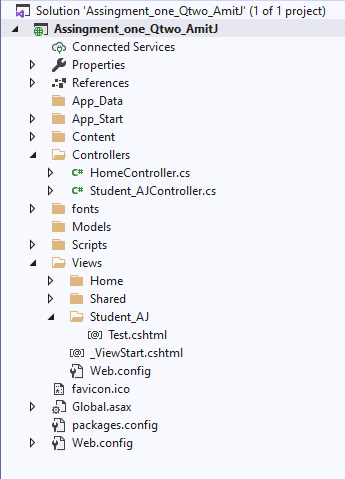 Solution 'Assingment_one_Qtwo_AmitJ' (1 of 1 project)
Assingment_one_Qtwo_AmitJ
Connected Services
Properties
References
App_Data
App_Start
Content
Controllers
C# HomeController.cs
C# Student_AJController.cs
fonts
Models
Scripts
Views
Home
Shared
Student_AJ
[@] Test.cshtml
[@] _ViewStart.cshtml
Web.config
favicon.ico
Global.asax
packages.config
Web.config